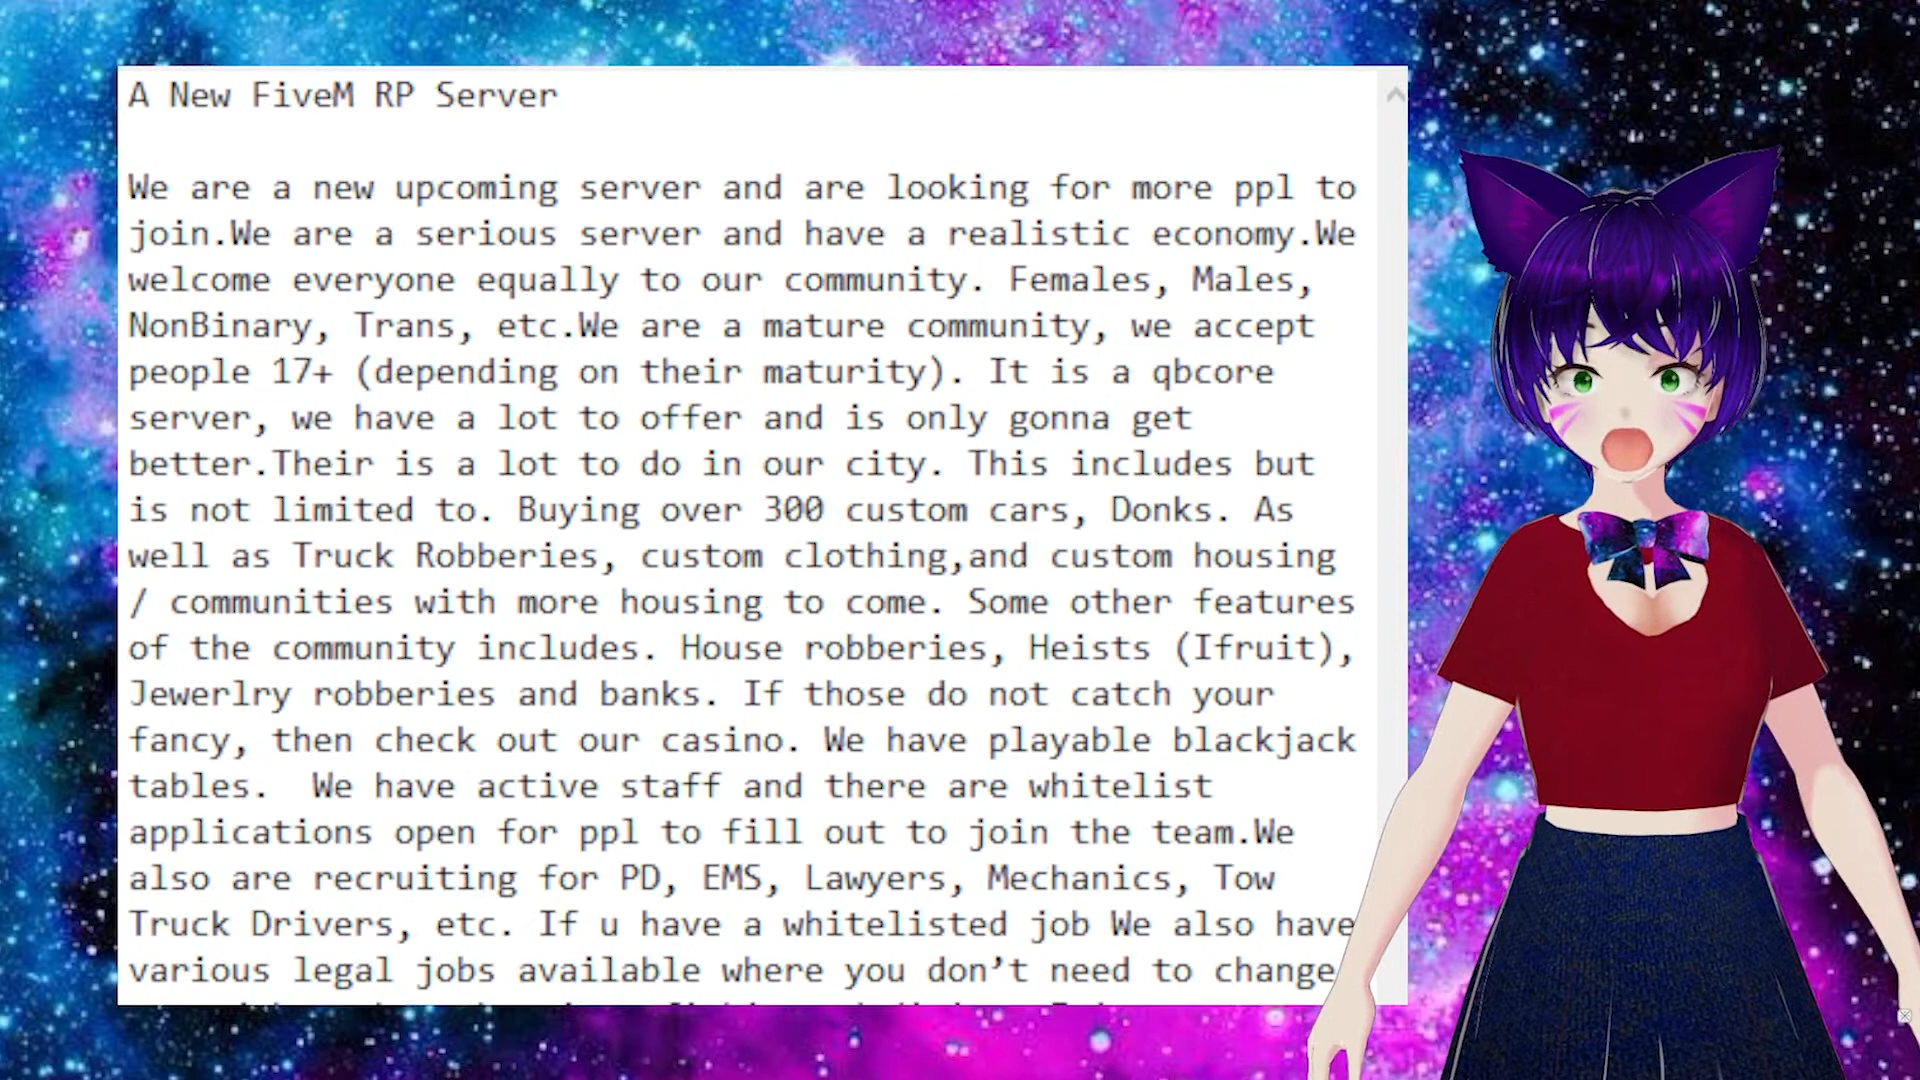 A New FiveM RP Server
We are a new upcoming server and are looking for more ppl to
join.We are a serious server and have a realistic economy.We
welcome everyone equally to our community. Females, Males,
NonBinary, Trans, etc.We are a mature community, we accept
people 17+ (depending on their maturity). It is a qbcore
server, we have a lot to offer and is only gonna get
better.Their is a lot to do in our city. This includes but
is not limited to. Buying over 300 custom cars, Donks. As
well as Truck Robberies, custom clothing,and custom housing
/ communities with more housing to come. Some other features
of the community includes. House robberies, Heists (Ifruit),
Jewerlry robberies and banks. If those do not catch your
fancy, then check out our casino. We have playable blackjack
tables.  We have active staff and there are whitelist
applications open for ppl to fill out to join the team.We
also are recruiting for PD, EMS, Lawyers, Mechanics, Tow
Truck Drivers, etc. If u have a whitelisted job We also have
various legal jobs available where you don’t need to change